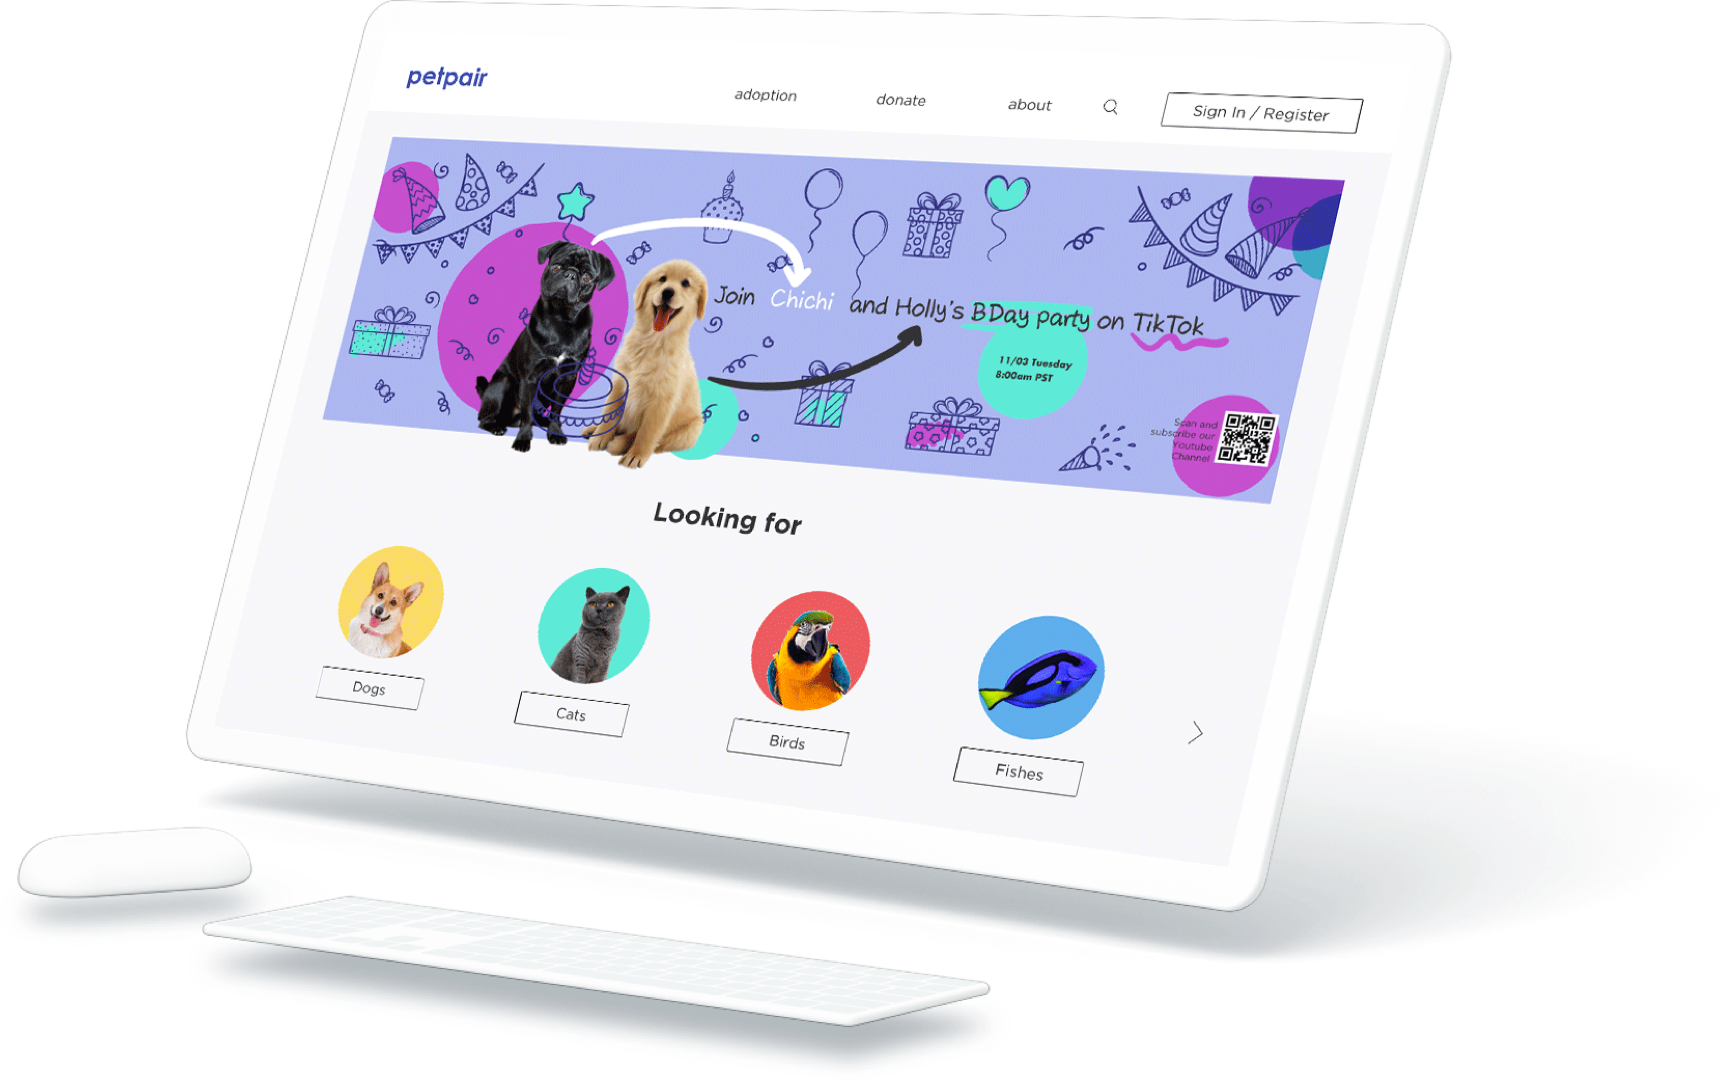 petpair
adoption
donate
about
Sign In / Register
Join Chichi and Holly's BDay party on TikTok
11/03 Tuesday
8:00am PST
Scan and
subscribe our
Youtube
Channel
Looking for
Dogs
Cats
Birds
Fishes